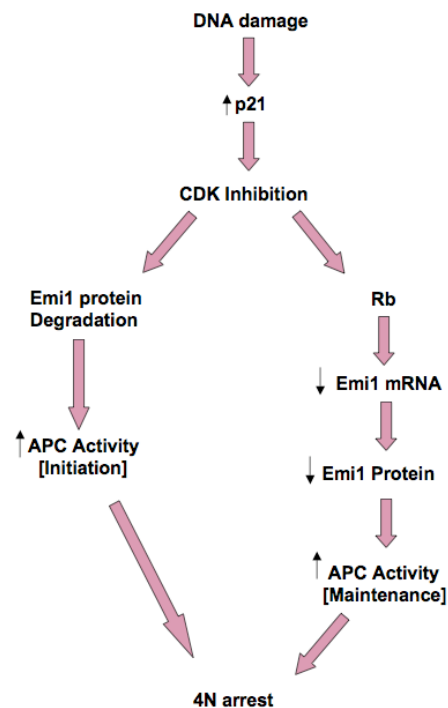 DNA damage
↑p21
CDK Inhibition
Emi1 protein
Degradation
↑APC Activity
[Initiation]
Rb
↓ Emi1 mRNA
↓ Emi1 Protein
↑ APC Activity
[Maintenance]
4N arrest